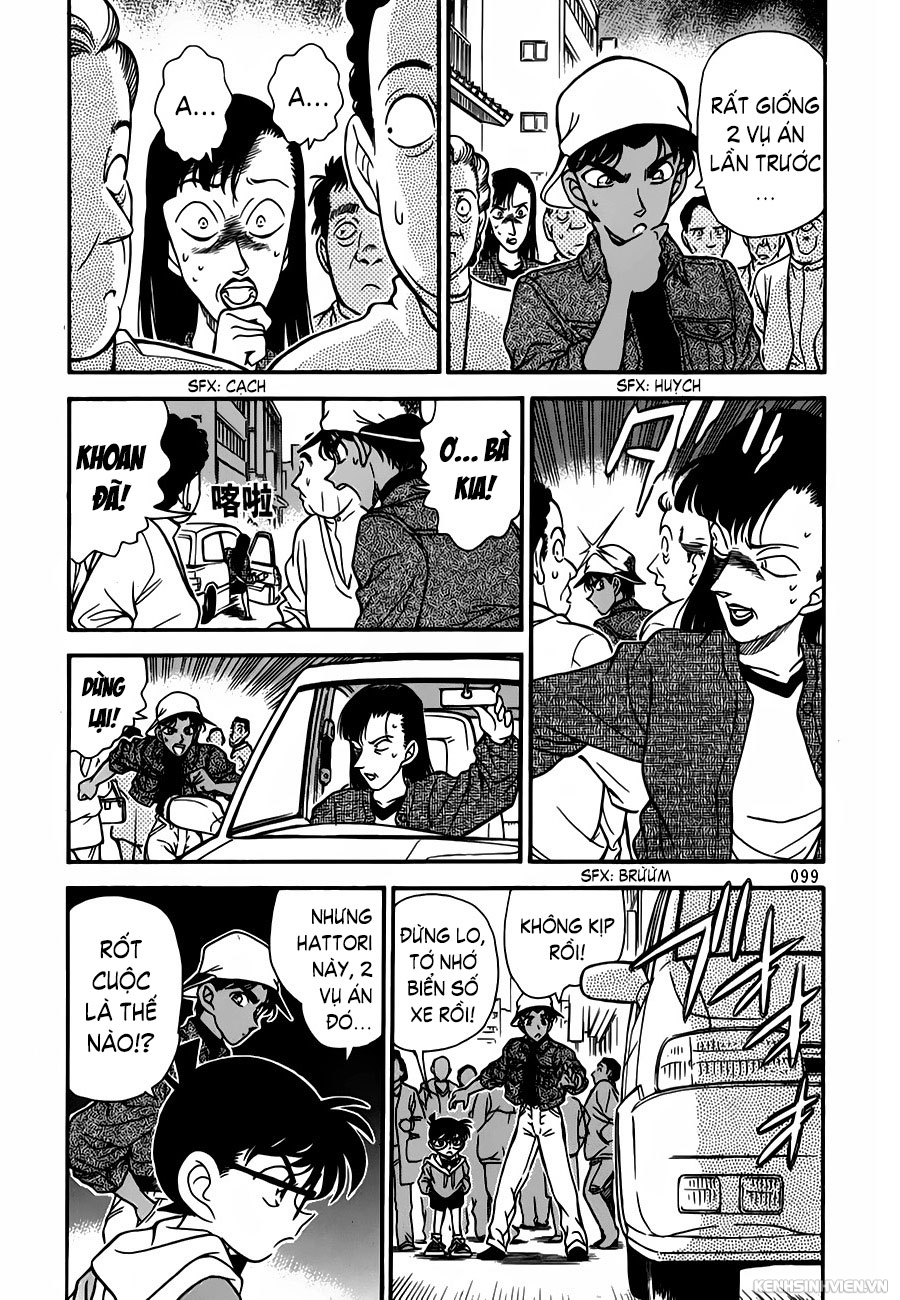 RẤT GIỐNG
2 VỤ ÁN
LẦN TRƯỚC
...
A...
A...
SFX: CẠCH
SFX: HUỴCH
Ơ... BÀ
KIA!
KHOAN
ĐÃ!
喀啦
DỪNG
LẠI!
SFX: BRỪỪM
099
KHÔNG KỊP
RỒI!
ĐỪNG LO,
TỚ NHỚ
BIỂN SỐ
XE RỒI!
NHƯNG
HATTORI
NÀY, 2
VỤ ÁN
ĐÓ...
RỐT
CUỘC
LÀ THẾ
NÀO!?
KENHSINHVIEN.VN